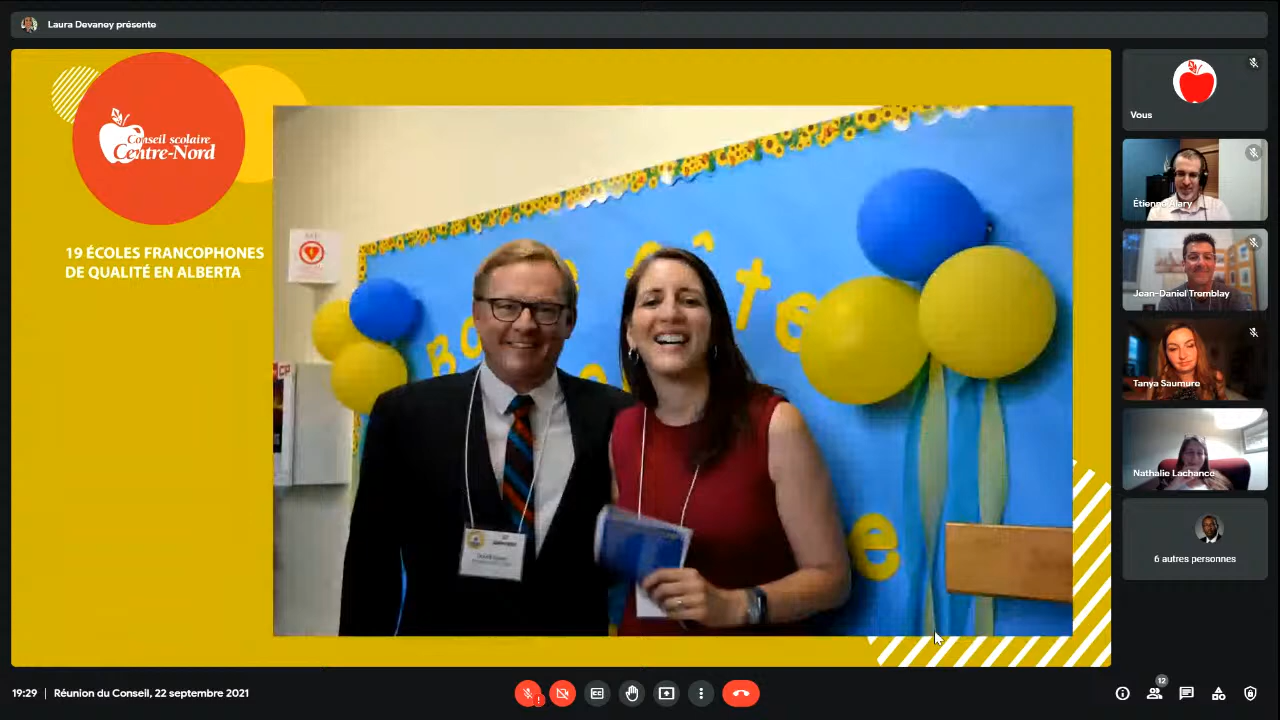 Laura Devaney présente
Conseil scolaire
Centre-Nord
19 ÉCOLES FRANCOPHONES
DE QUALITÉ EN ALBERTA
CP
Vous
Étienne Alary
Jean-Daniel Tremblay
Tanya Saumure
Nathalie Lachance
6 autres personnes
19:29 | Réunion du Conseil, 22 septembre 2021
12